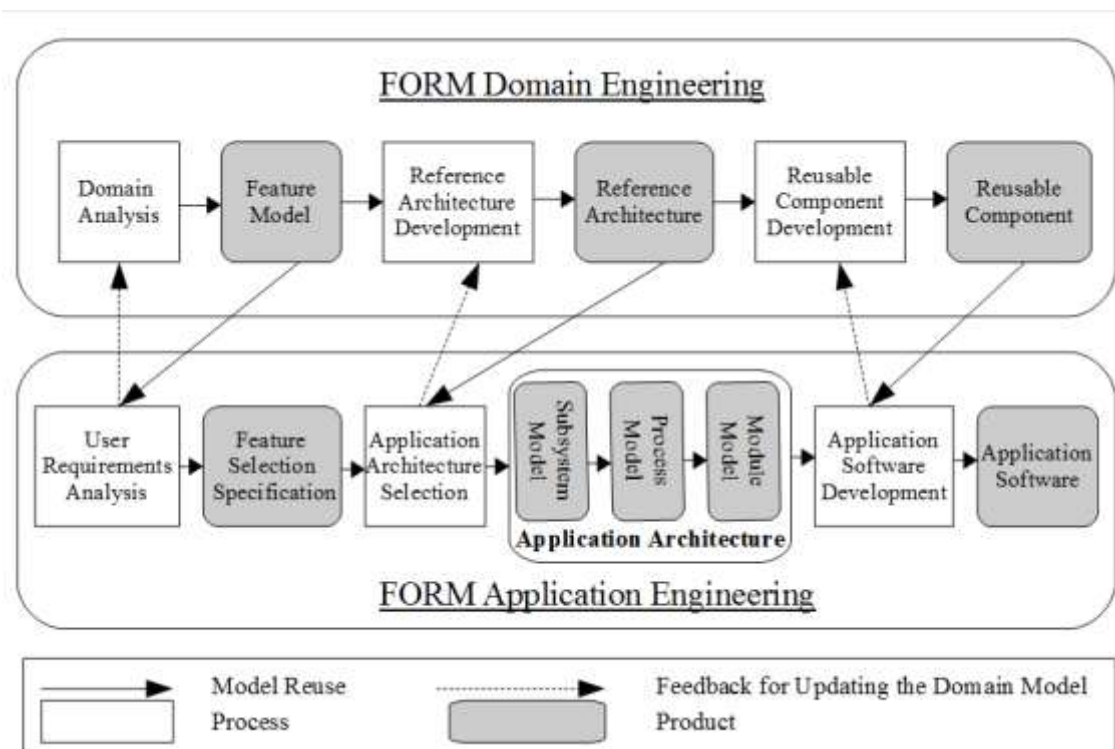 FORM Domain Engineering
Domain
Analysis
Feature
Model
Reference
Architecture
Development
Reference
Architecture
Reusable
Component
Development
Reusable
Component
User
Requirements
Analysis
Feature
Selection
Specification
Application
Architecture
Selection
Subsystem
Model
Process
Model
Module
Model
Application Architecture
Application
Software
Development
Application
Software
FORM Application Engineering
Model Reuse
Feedback for Updating the Domain Model
Process
Product